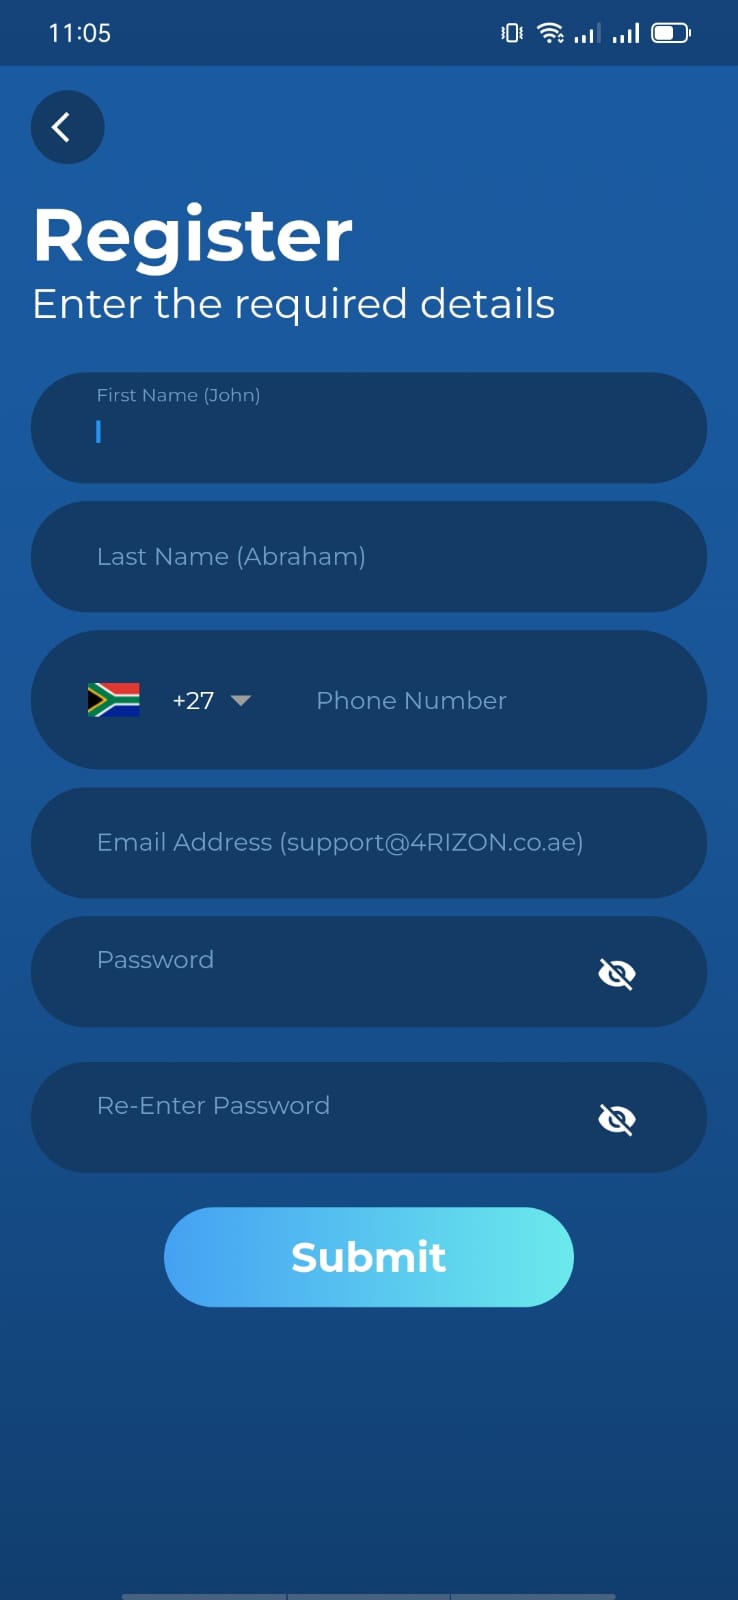 11:05
Register
Enter the required details
First Name (John)
Last Name (Abraham)
+27 Phone Number
Email Address (support@4RIZON.co.ae)
Password
Re-Enter Password
Submit